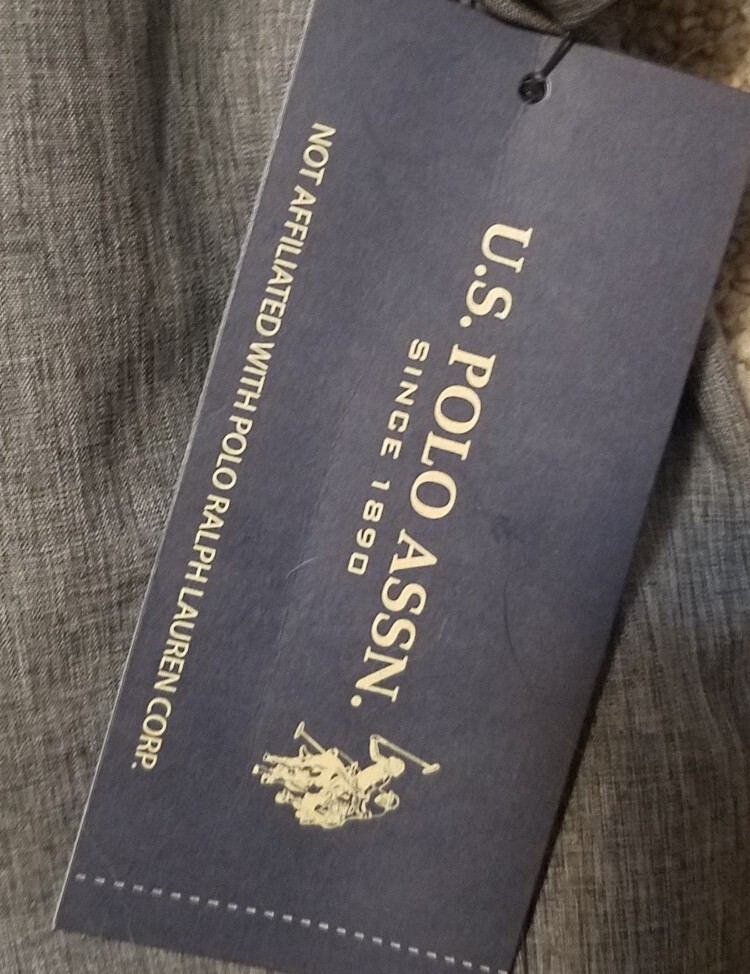 U.S. POLO ASSN.
SINCE 1890
NOT AFFILIATED WITH POLO RALPH LAUREN CORP.